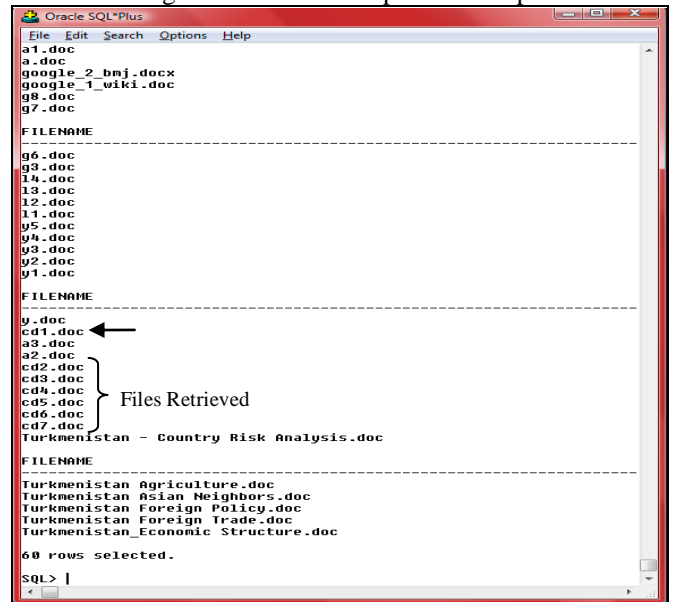 Oracle SQL*Plus
File Edit Search Options Help
a1.doc
a.doc
google_2_bmj.docx
google_1_wiki.doc
g8.doc
g7.doc
FILENAME
g6.doc
g3.doc
l4.doc
l3.doc
l2.doc
l1.doc
y5.doc
y4.doc
y3.doc
y2.doc
y1.doc
FILENAME
y.doc
cd1.doc
a3.doc
a2.doc
cd2.doc
cd3.doc
cd4.doc
cd5.doc Files Retrieved
cd6.doc
cd7.doc
Turkmenistan - Country Risk Analysis.doc
FILENAME
Turkmenistan Agriculture.doc
Turkmenistan Asian Neighbors.doc
Turkmenistan Foreign Policy.doc
Turkmenistan Foreign Trade.doc
Turkmenistan_Economic Structure.doc
60 rows selected.
SQL>